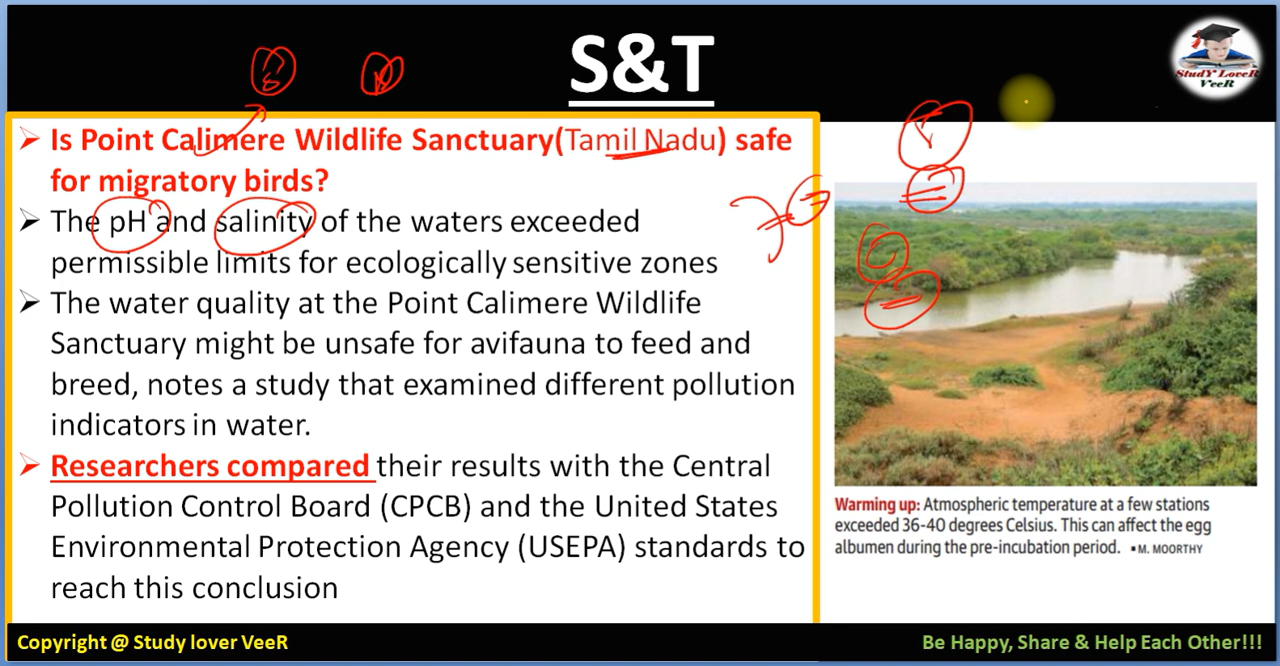 S&T
StudY LoveR
VeeR
➢ Is Point Calimere Wildlife Sanctuary(Tamil Nadu) safe
for migratory birds?
➢ The pH and salinity of the waters exceeded
permissible limits for ecologically sensitive zones
➢ The water quality at the Point Calimere Wildlife
Sanctuary might be unsafe for avifauna to feed and
breed, notes a study that examined different pollution
indicators in water.
➢ Researchers compared their results with the Central
Pollution Control Board (CPCB) and the United States
Environmental Protection Agency (USEPA) standards to
reach this conclusion
Warming up: Atmospheric temperature at a few stations
exceeded 36-40 degrees Celsius. This can affect the egg
albumen during the pre-incubation period. ▪M. MOORTHY
Copyright @ Study lover VeeR
Be Happy, Share & Help Each Other!!!